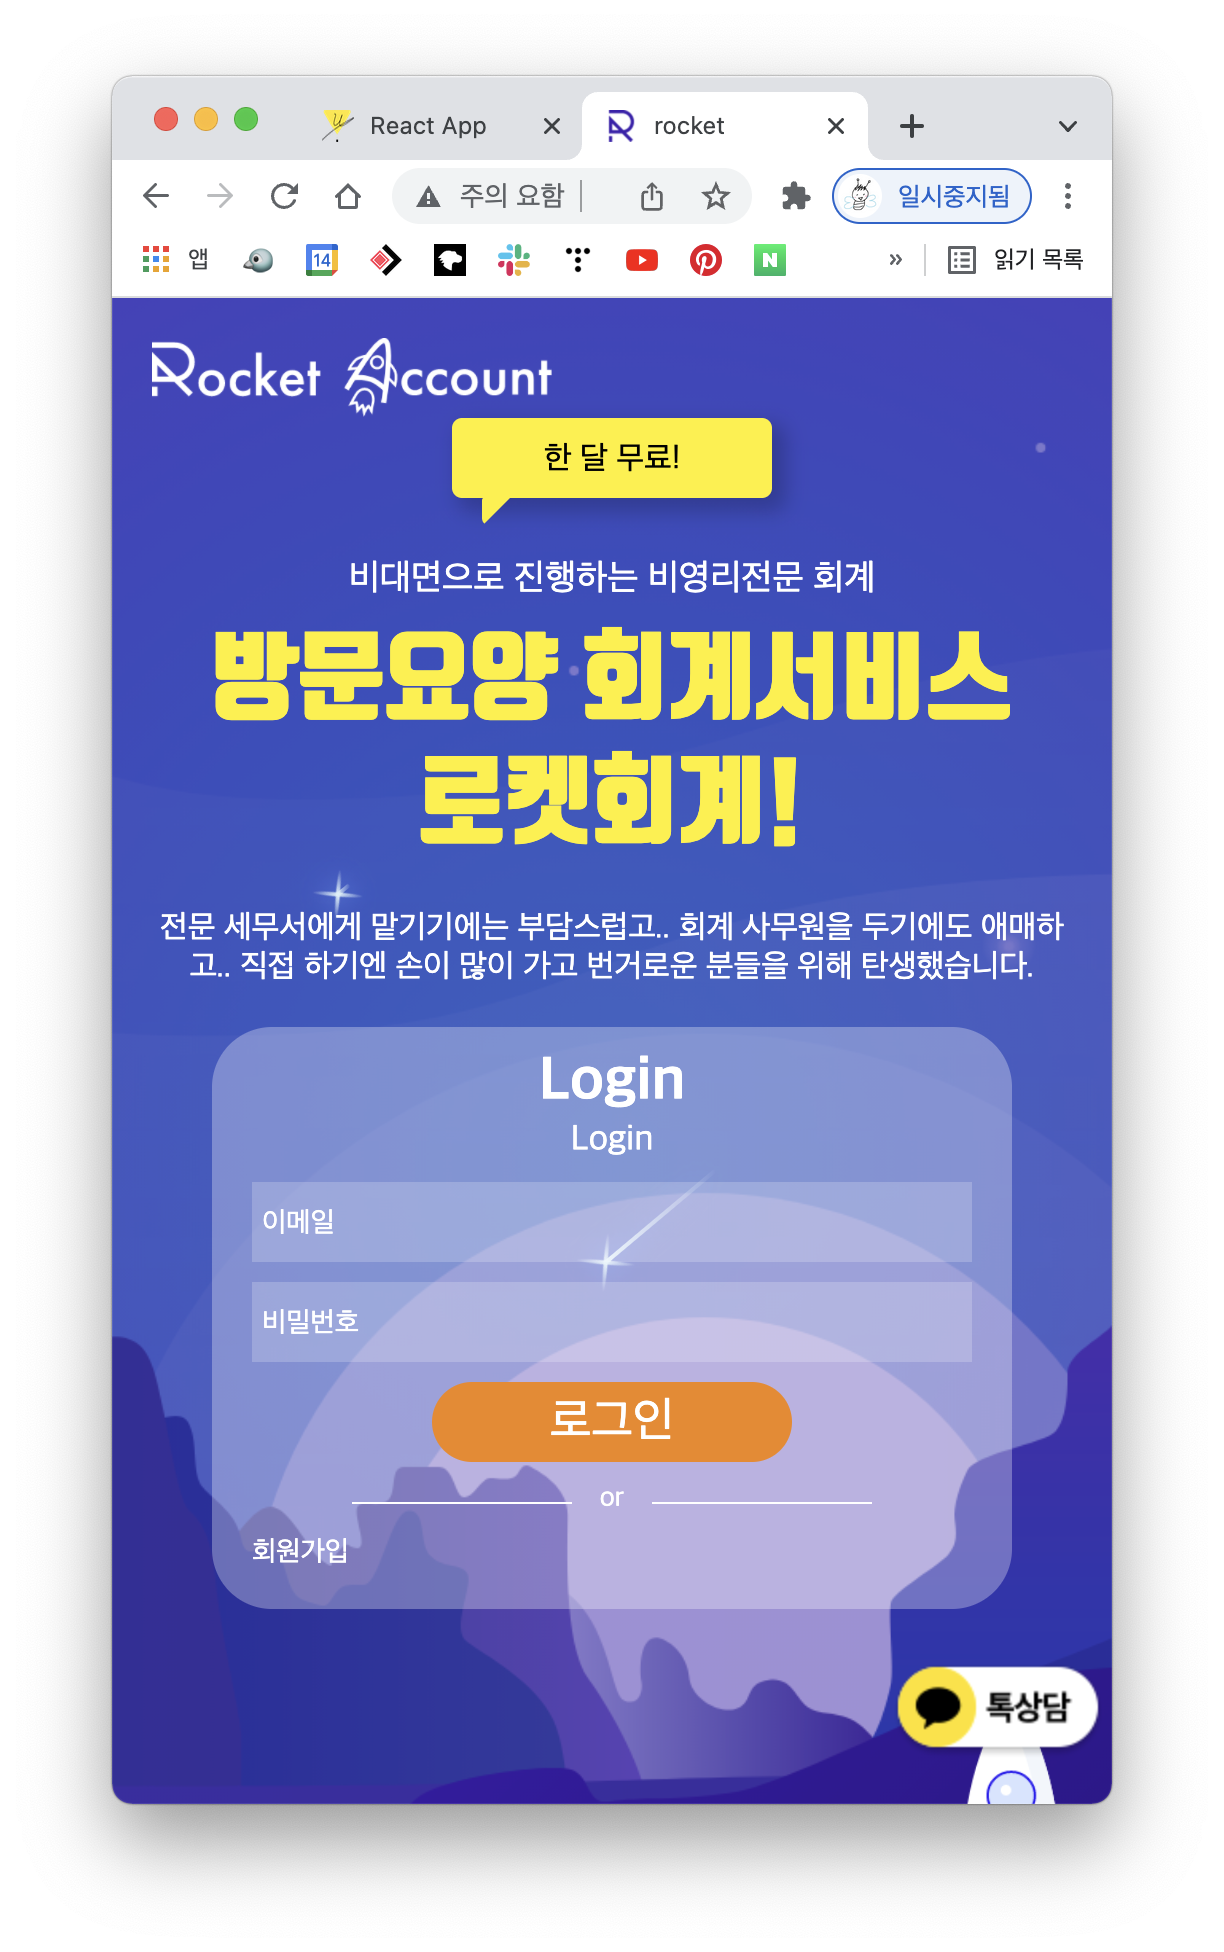 React App
rocket
주의 요함
일시중지됨
앱
14
N
»
읽기 목록
Rocket Account
한 달 무료!
비대면으로 진행하는 비영리전문 회계
방문요양 회계서비스
로켓회계!
전문 세무서에게 맡기기에는 부담스럽고.. 회계 사무원을 두기에도 애매하
고.. 직접 하기엔 손이 많이 가고 번거로운 분들을 위해 탄생했습니다.
Login
Login
이메일
비밀번호
로그인
or
회원가입
톡상담